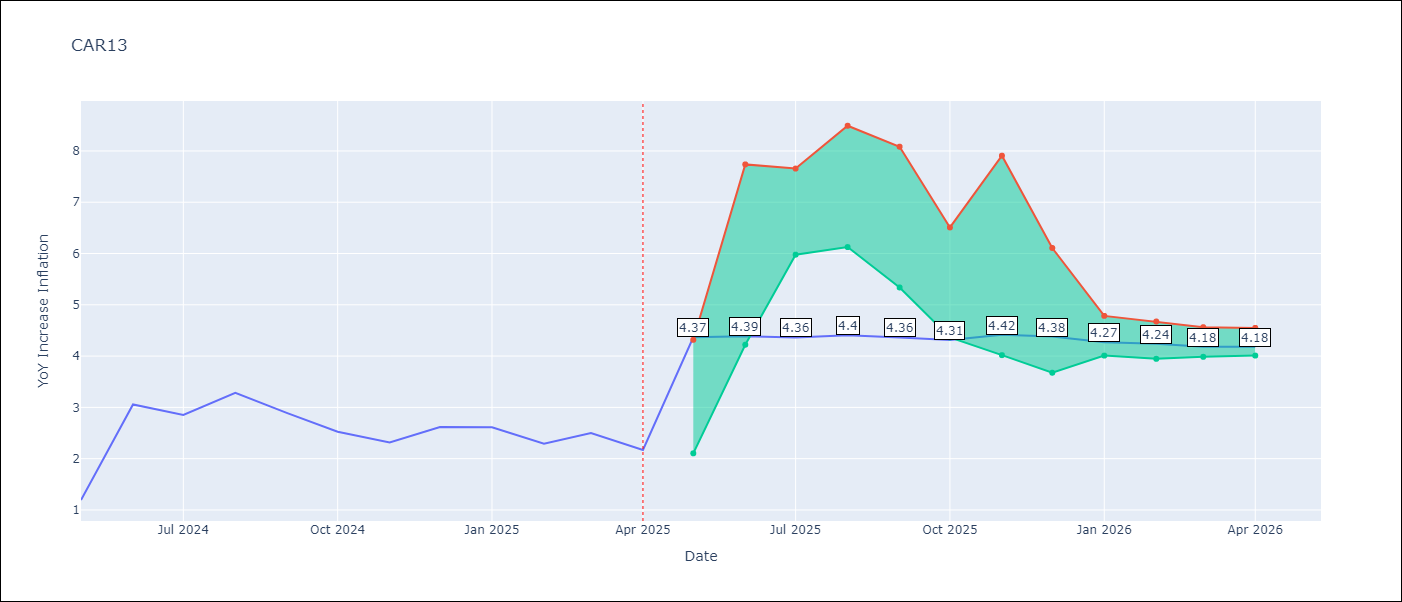 CAR13
YoY Increase Inflation
8
7
6
5
4
3
2
1
4.37
4.39
4.36
4.4
4.36
4.31
4.42
4.38
4.27
4.24
4.18
4.18
Jul 2024
Oct 2024
Jan 2025
Apr 2025
Jul 2025
Oct 2025
Jan 2026
Apr 2026
Date